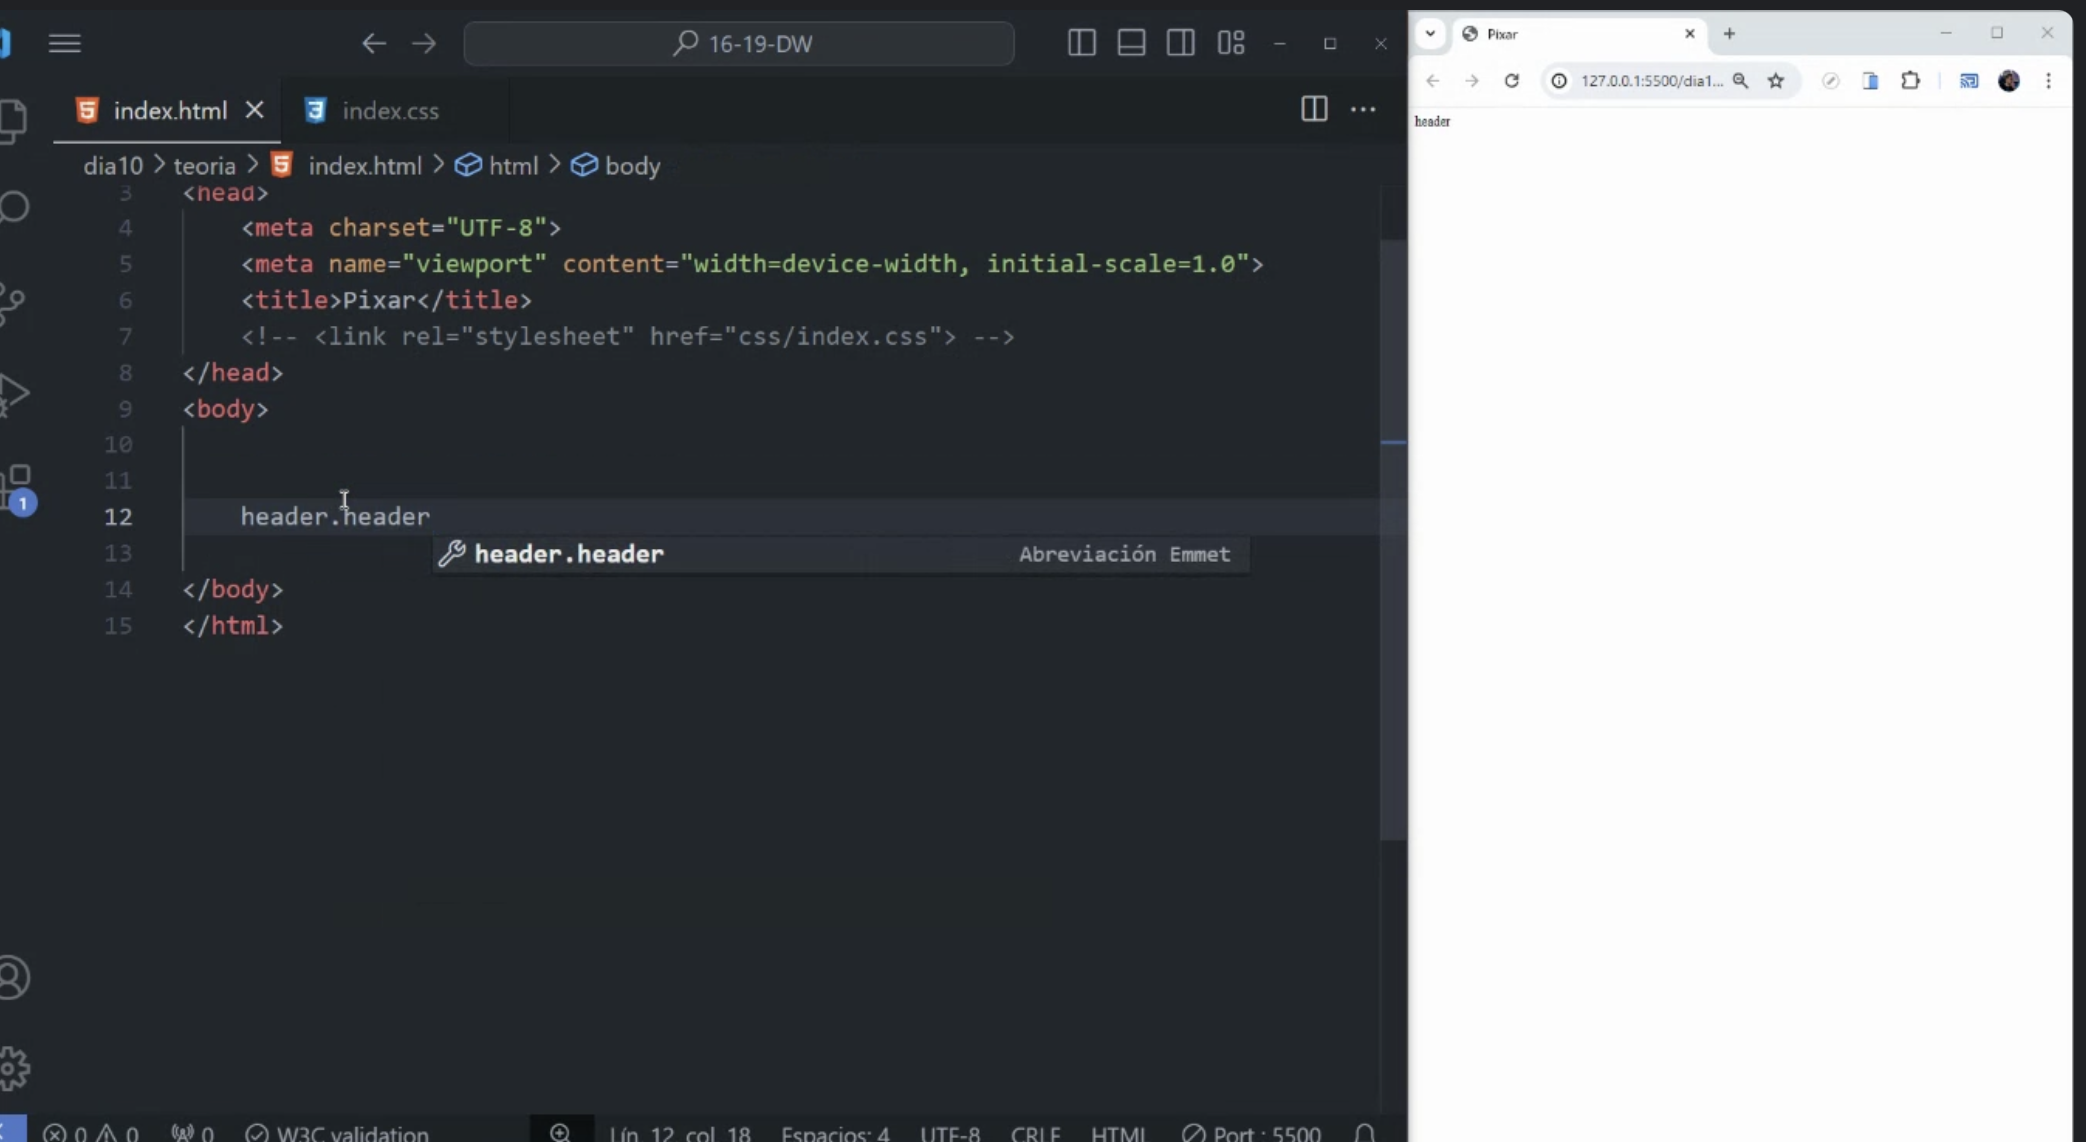 16-19-DW
index.html
index.css
dia10 > teoria > index.html > html > body
3 <head>
4 <meta charset="UTF-8">
5 <meta name="viewport" content="width=device-width, initial-scale=1.0">
6 <title>Pixar</title>
7 <!-- <link rel="stylesheet" href="css/index.css"> -->
8 </head>
9 <body>
10
11
12 header.header
header.header Abreviación Emmet
13
14 </body>
15 </html>
1
0 0 0 W3C validation Lín. 12, col. 18 Espacios: 4 UTF-8 CRLF HTML Port : 5500
Pixar
127.0.0.1:5500/dia1...
header